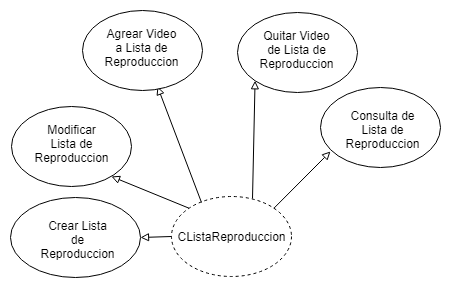 Agrear Video
a Lista de
Reproduccion
Quitar Video
de Lista de
Reproduccion
Consulta de
Lista de
Reproduccion
Modificar
Lista de
Reproduccion
Crear Lista
de
Reproduccion
CListaReproduccion